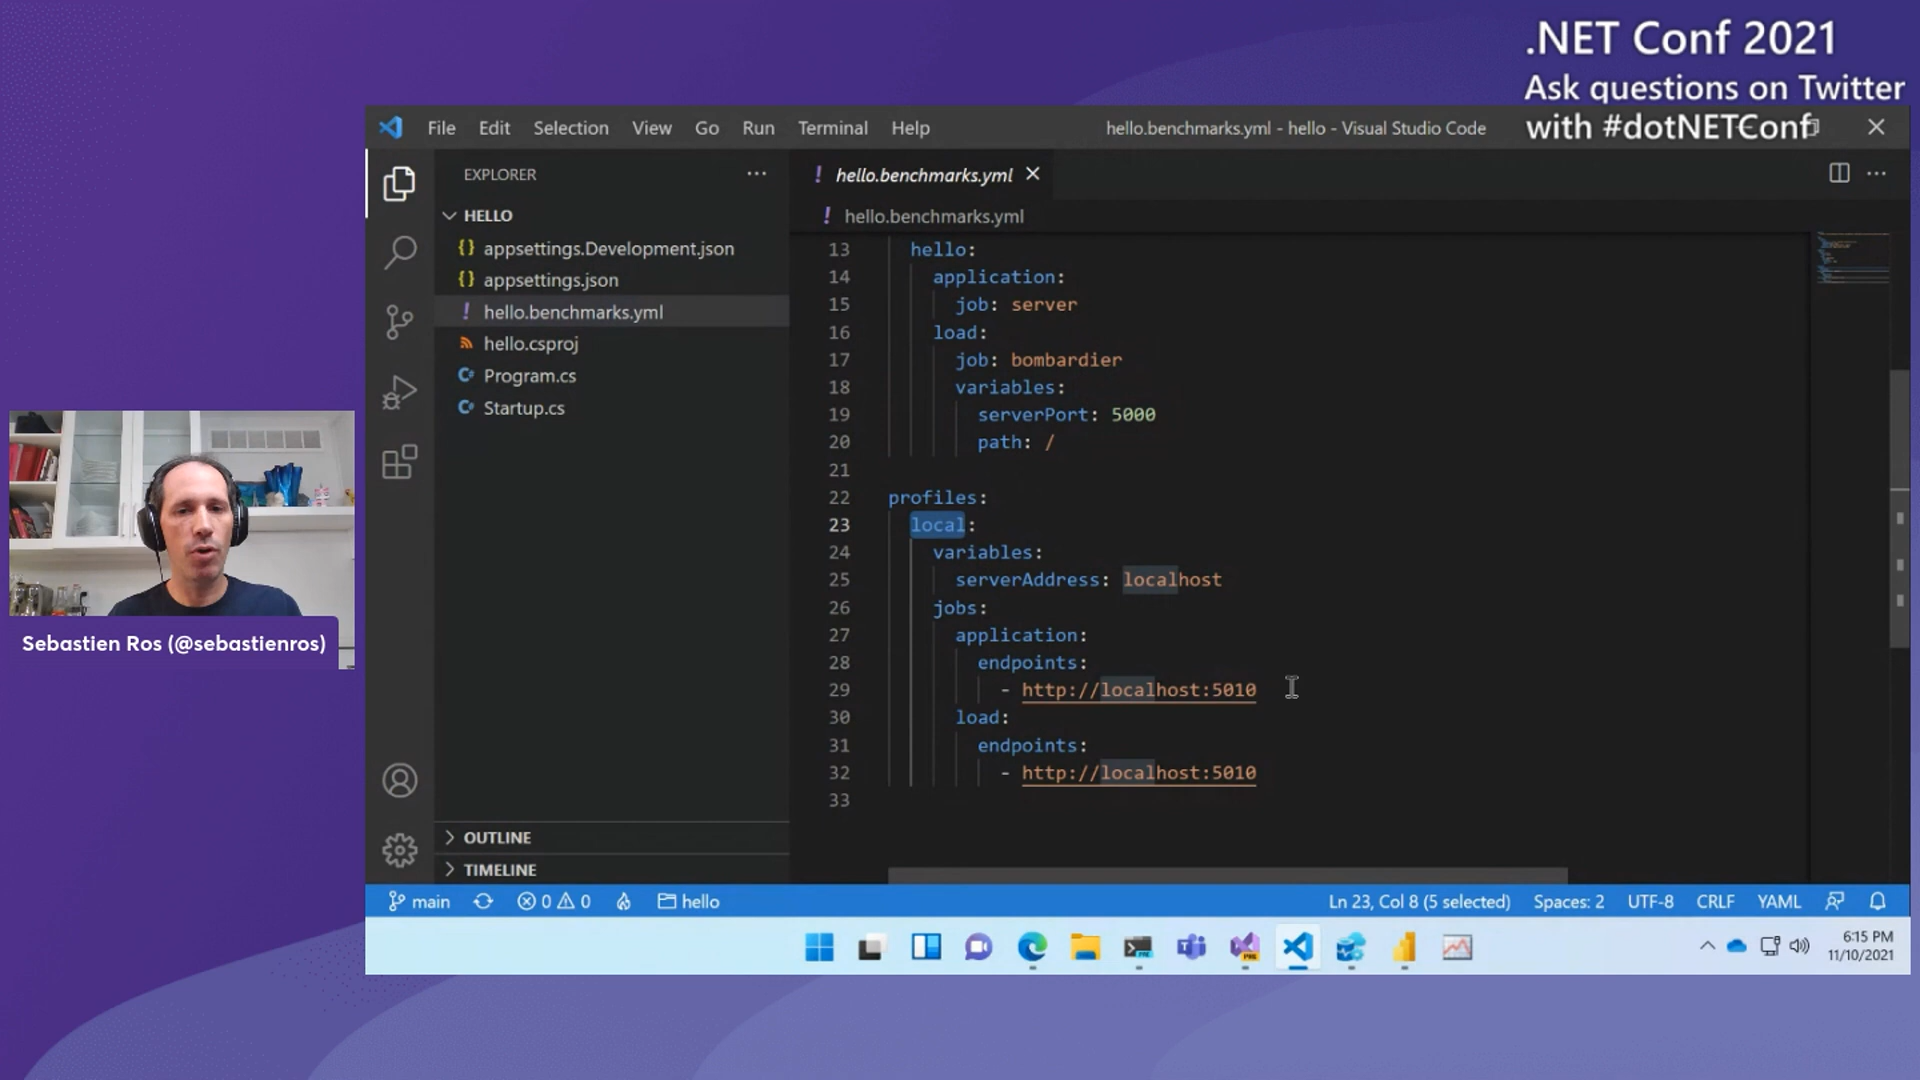 .NET Conf 2021
Ask questions on Twitter
with #dotNETConf
File Edit Selection View Go Run Terminal Help
hello.benchmarks.yml - hello - Visual Studio Code
EXPLORER
HELLO
appsettings.Development.json
appsettings.json
hello.benchmarks.yml
hello.csproj
Program.cs
Startup.cs
OUTLINE
TIMELINE
hello.benchmarks.yml
hello.benchmarks.yml
13 hello:
14 application:
15 job: server
16 load:
17 job: bombardier
18 variables:
19 serverPort: 5000
20 path: /
21
22 profiles:
23 local:
24 variables:
25 serverAddress: localhost
26 jobs:
27 application:
28 endpoints:
29 - http://localhost:5010
30 load:
31 endpoints:
32 - http://localhost:5010
33
Sebastien Ros (@sebastienros)
main 0 0 hello
Ln 23, Col 8 (5 selected) Spaces: 2 UTF-8 CRLF YAML
6:15 PM
11/10/2021